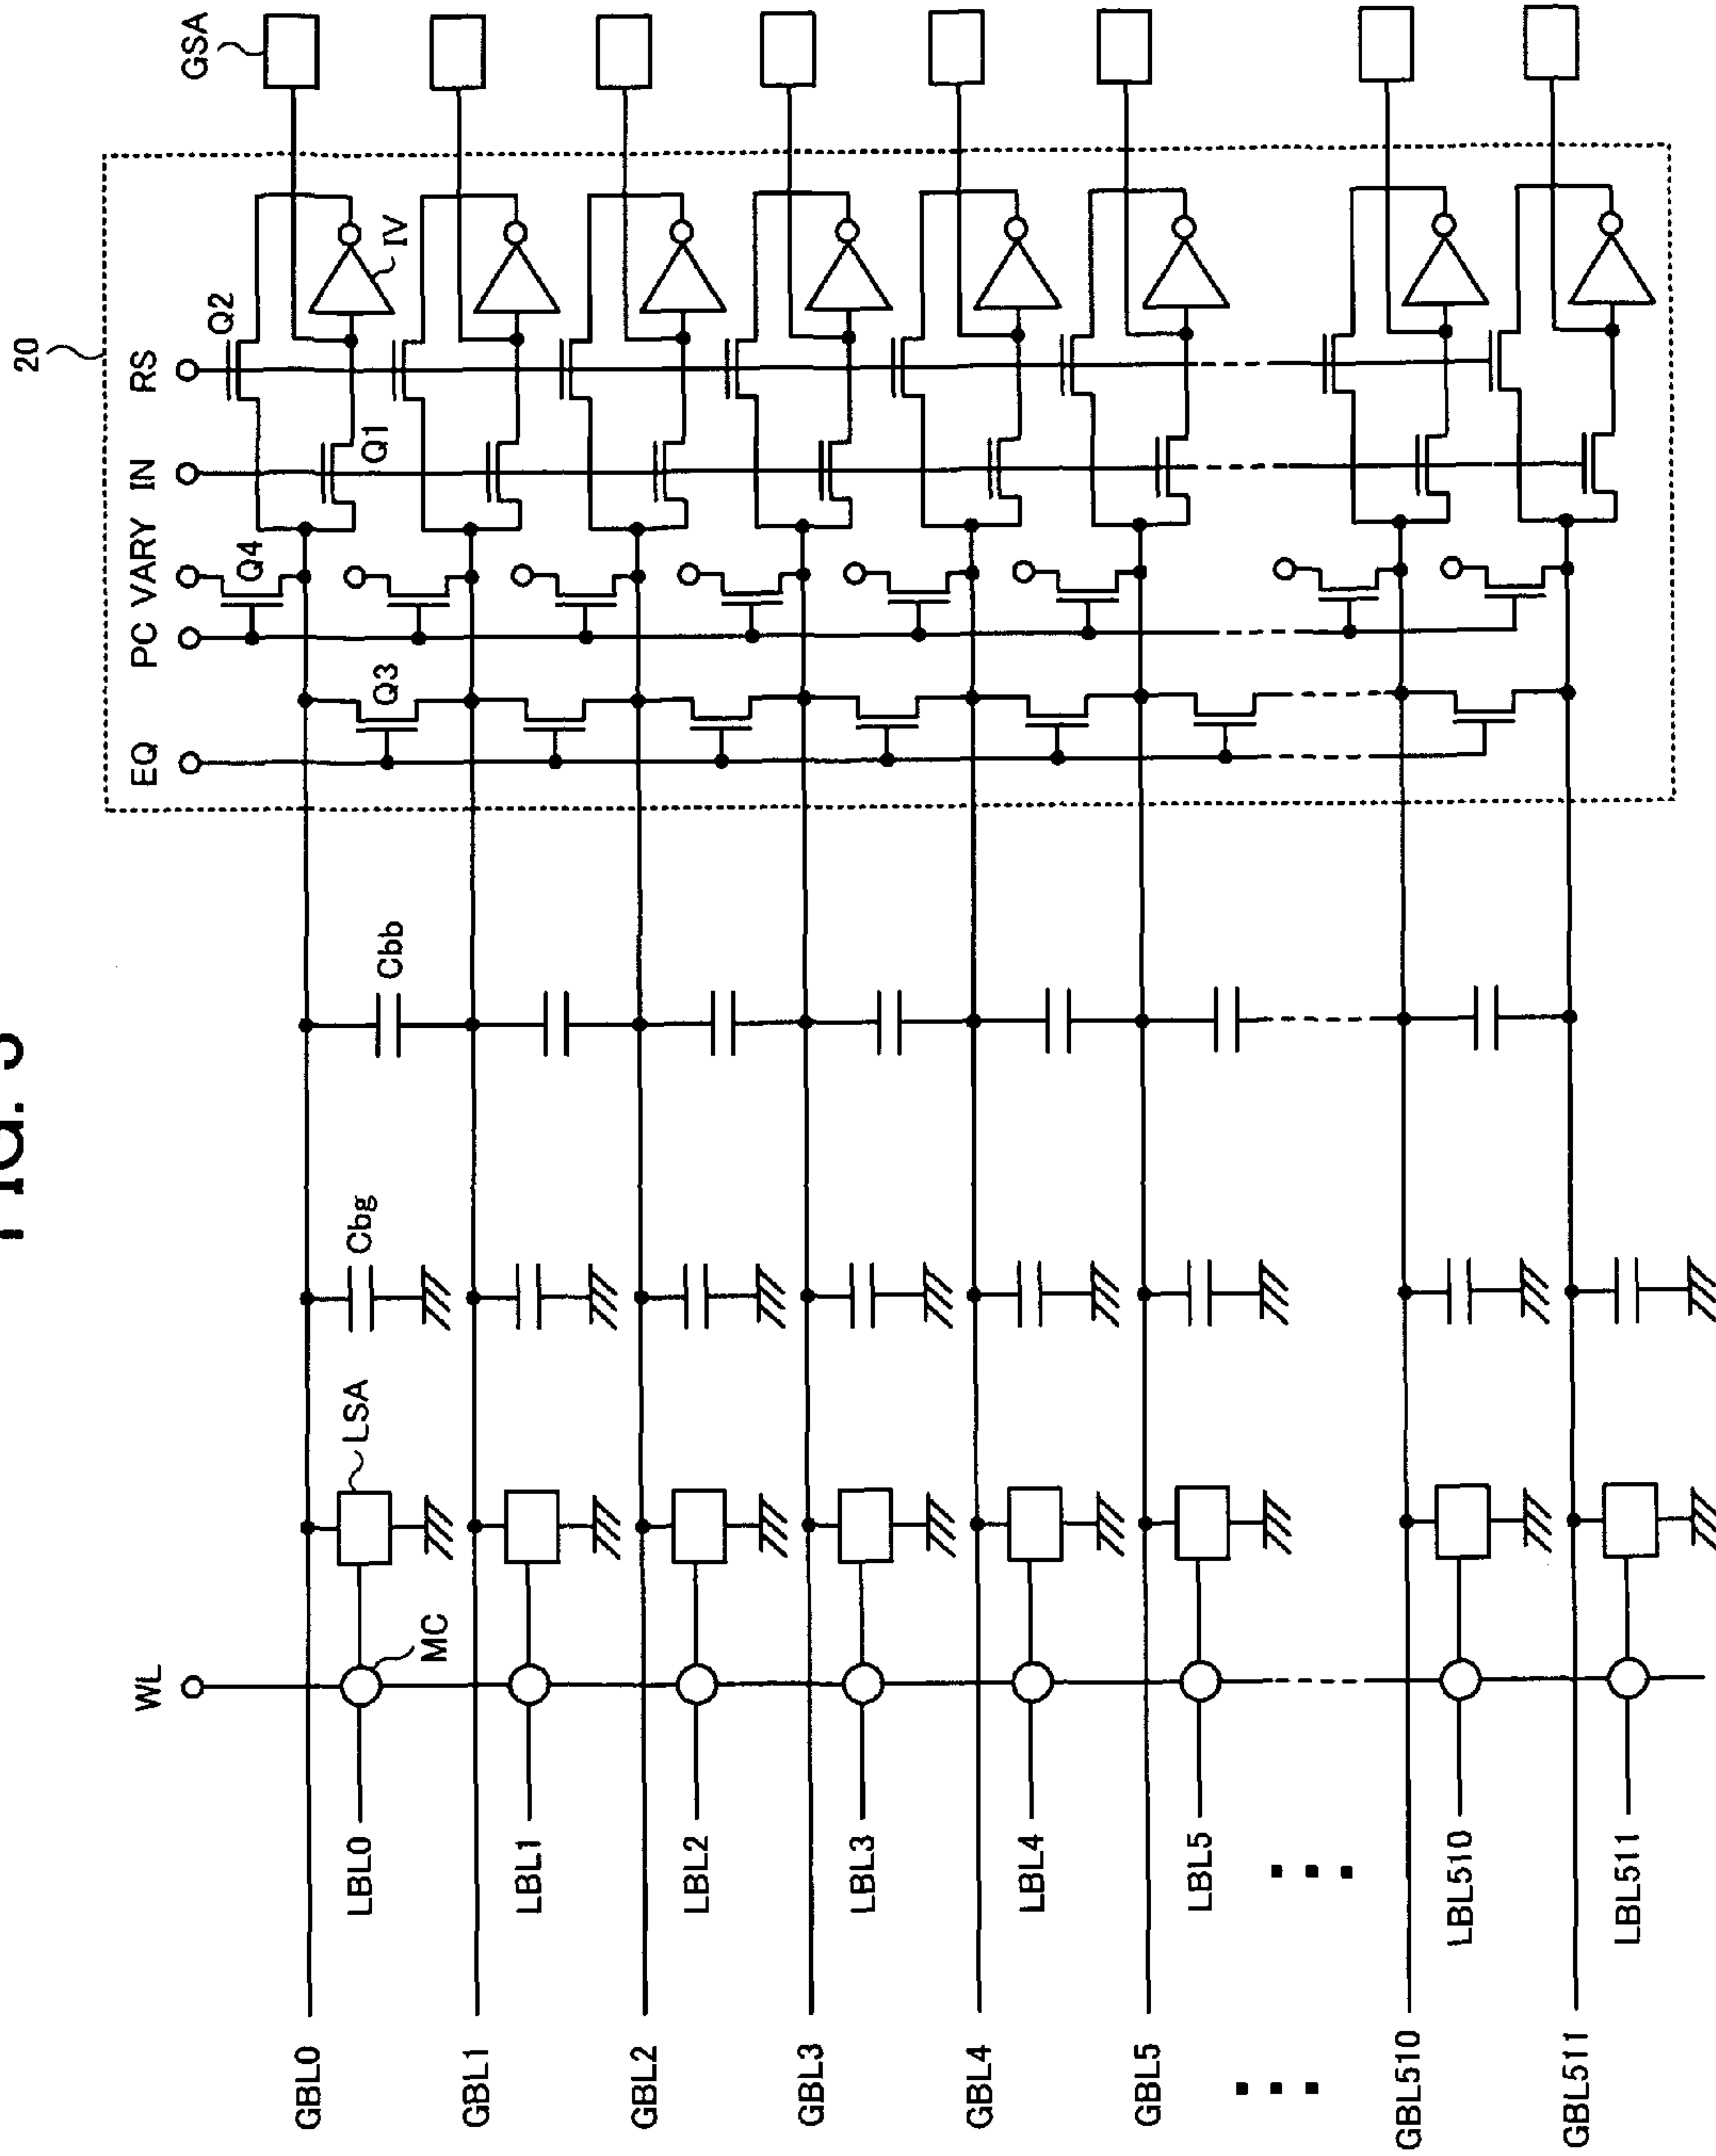 FIG. 3
20
GSA
EQ PC VARY IN RS
Q4
Q2
Q3
Q1
IV
WL
LSA
Cbg
Cbb
MC
GBL0
LBL0
GBL1
LBL1
GBL2
LBL2
GBL3
LBL3
GBL4
LBL4
GBL5
LBL5
GBL510
LBL510
GBL511
LBL511